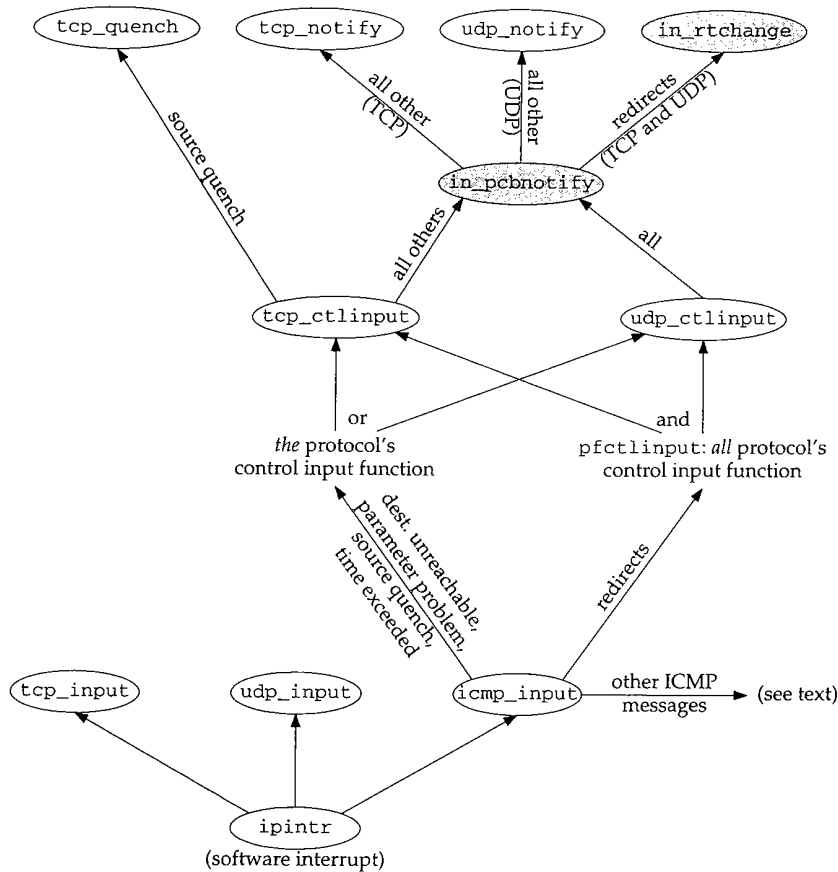 tcp_quench
tcp_notify
udp_notify
in_rtchange
all other
(TCP)
all other
(UDP)
redirects
(TCP and UDP)
source quench
in_pcbnotify
all others
all
tcp_ctlinput
udp_ctlinput
or
and
the protocol's
control input function
pfctlinput: all protocol's
control input function
dest. unreachable,
parameter problem,
source quench,
time exceeded
redirects
tcp_input
udp_input
icmp_input
other ICMP
messages
(see text)
ipintr
(software interrupt)